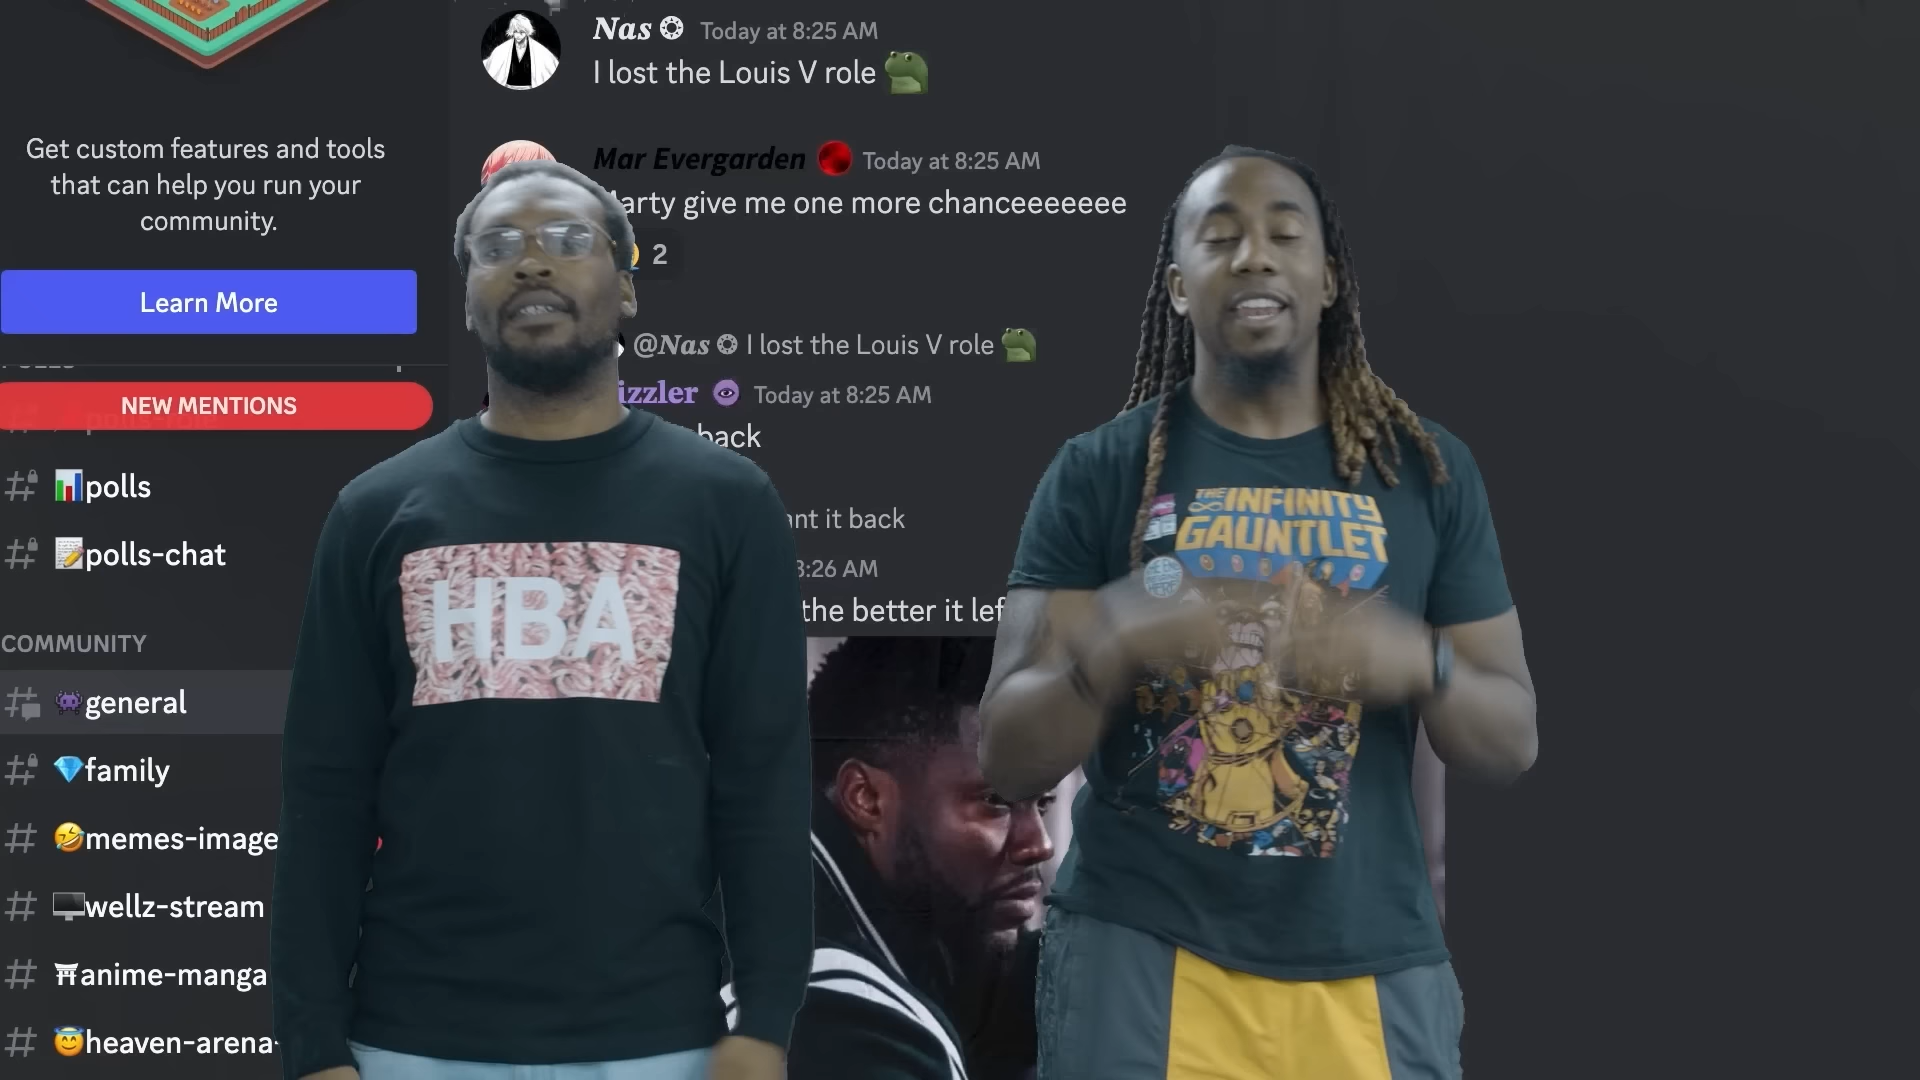 Get custom features and tools
that can help you run your
community.
Learn More
NEW MENTIONS
polls
polls-chat
COMMUNITY
general
family
memes-image
wellz-stream
anime-manga
heaven-arena-
Nas Today at 8:25 AM
I lost the Louis V role
Mar Evergarden Today at 8:25 AM
arty give me one more chanceeeeeee
2
@Nas I lost the Louis V role
izzler Today at 8:25 AM
back
ant it back
8:26 AM
the better it lef
HBA
THE INFINITY
GAUNTLET